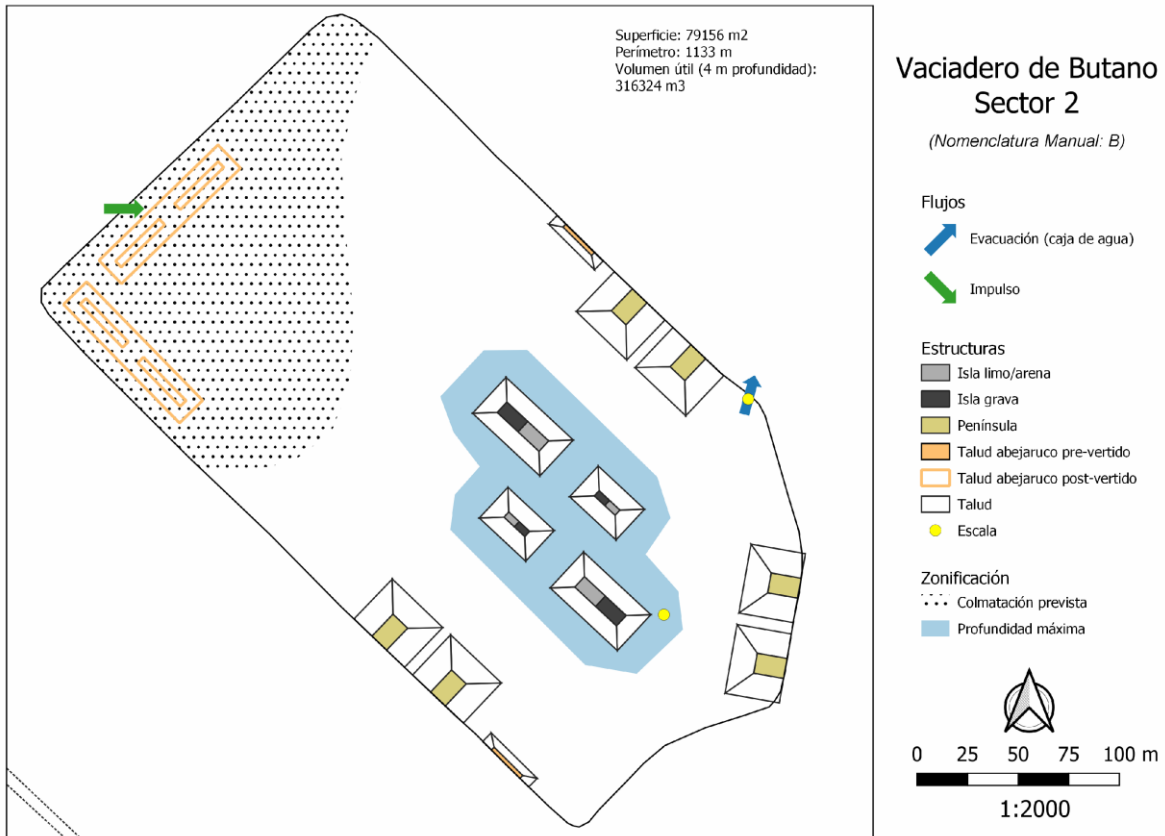 Superficie: 79156 m2
Perímetro: 1133 m
Volumen útil (4 m profundidad):
316324 m3
Vaciadero de Butano
Sector 2
(Nomenclatura Manual: B)
Flujos
Evacuación (caja de agua)
Impulso
Estructuras
Isla limo/arena
Isla grava
Península
Talud abejaruco pre-vertido
Talud abejaruco post-vertido
Talud
Escala
Zonificación
Colmatación prevista
Profundidad máxima
0 25 50 75 100 m
1:2000